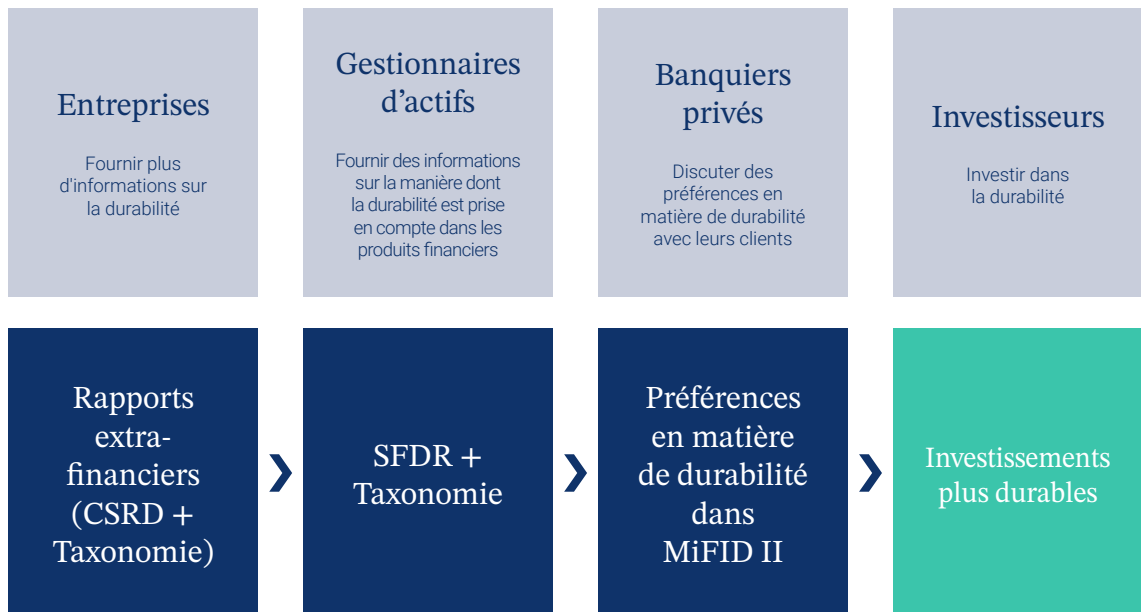 Entreprises
Fournir plus
d'informations sur
la durabilité
Gestionnaires
d’actifs
Fournir des informations
sur la manière dont
la durabilité est prise
en compte dans les
produits financiers
Banquiers
privés
Discuter des
préférences en
matière de durabilité
avec leurs clients
Investisseurs
Investir dans
la durabilité
Rapports
extra-
financiers
(CSRD +
Taxonomie)
SFDR +
Taxonomie
Préférences
en matière
de durabilité
dans
MiFID II
Investissements
plus durables